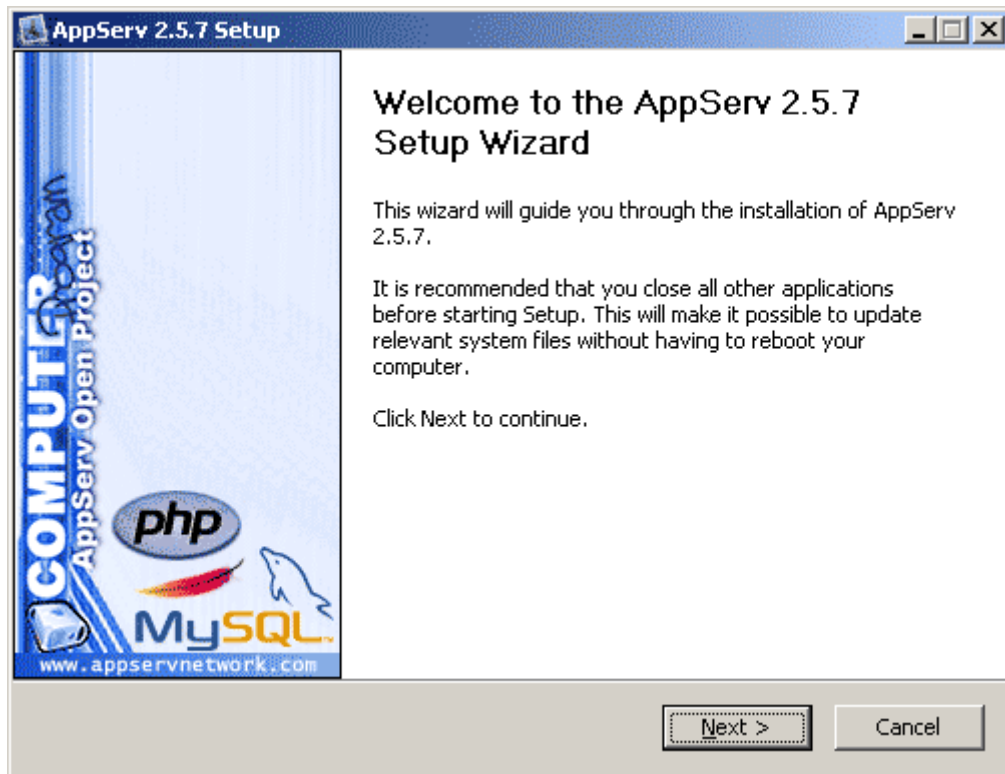 AppServ 2.5.7 Setup
Welcome to the AppServ 2.5.7
Setup Wizard
This wizard will guide you through the installation of AppServ
2.5.7.
It is recommended that you close all other applications
before starting Setup. This will make it possible to update
relevant system files without having to reboot your
computer.
Click Next to continue.
COMPUTER
AppServ Open Project
php
MySQL
www.appservnetwork.com
Next >
Cancel